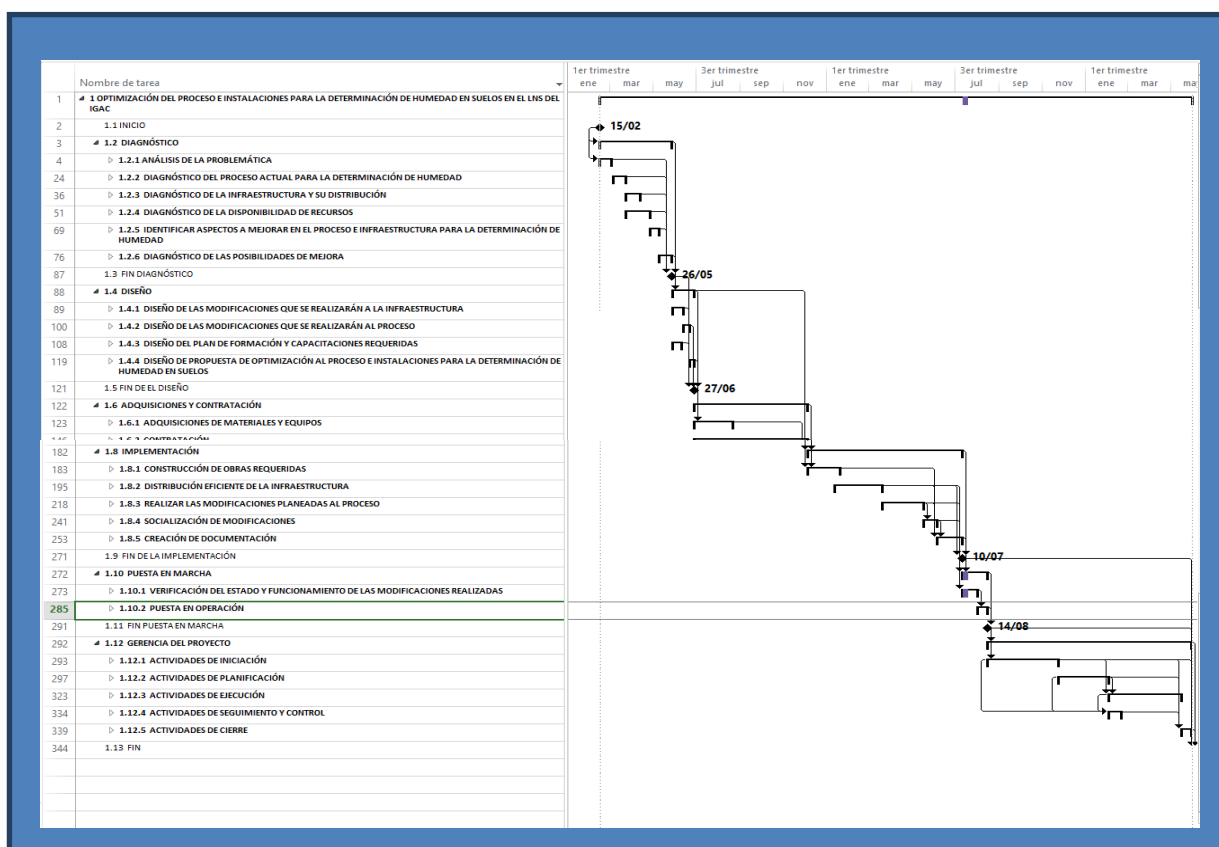 1er trimestre 3er trimestre 1er trimestre 3er trimestre 1er trimestre
Nombre de tarea ene mar may jul sep nov ene mar may jul sep nov ene mar
1 1 OPTIMIZACIÓN DEL PROCESO E INSTALACIONES PARA LA DETERMINACIÓN DE HUMEDAD EN SUELOS EN EL LNS DEL
IGAC
2 1.1 INICIO 15/02
3 1.2 DIAGNÓSTICO
4 1.2.1 ANÁLISIS DE LA PROBLEMÁTICA
24 1.2.2 DIAGNÓSTICO DEL PROCESO ACTUAL PARA LA DETERMINACIÓN DE HUMEDAD
36 1.2.3 DIAGNÓSTICO DE LA INFRAESTRUCTURA Y SU DISTRIBUCIÓN
51 1.2.4 DIAGNÓSTICO DE LA DISPONIBILIDAD DE RECURSOS
69 1.2.5 IDENTIFICAR ASPECTOS A MEJORAR EN EL PROCESO E INFRAESTRUCTURA PARA LA DETERMINACIÓN DE
HUMEDAD
76 1.2.6 DIAGNÓSTICO DE LAS POSIBILIDADES DE MEJORA
87 1.3 FIN DIAGNÓSTICO 26/05
88 1.4 DISEÑO
89 1.4.1 DISEÑO DE LAS MODIFICACIONES QUE SE REALIZARÁN A LA INFRAESTRUCTURA
100 1.4.2 DISEÑO DE LAS MODIFICACIONES QUE SE REALIZARÁN AL PROCESO
108 1.4.3 DISEÑO DEL PLAN DE FORMACIÓN Y CAPACITACIONES REQUERIDAS
119 1.4.4 DISEÑO DE PROPUESTA DE OPTIMIZACIÓN AL PROCESO E INSTALACIONES PARA LA DETERMINACIÓN DE
HUMEDAD EN SUELOS
121 1.5 FIN DE EL DISEÑO 27/06
122 1.6 ADQUISICIONES Y CONTRATACIÓN
123 1.6.1 ADQUISICIONES DE MATERIALES Y EQUIPOS
182 1.8 IMPLEMENTACIÓN
183 1.8.1 CONSTRUCCIÓN DE OBRAS REQUERIDAS
195 1.8.2 DISTRIBUCIÓN EFICIENTE DE LA INFRAESTRUCTURA
218 1.8.3 REALIZAR LAS MODIFICACIONES PLANEADAS AL PROCESO
241 1.8.4 SOCIALIZACIÓN DE MODIFICACIONES
253 1.8.5 CREACIÓN DE DOCUMENTACIÓN
271 1.9 FIN DE LA IMPLEMENTACIÓN 10/07
272 1.10 PUESTA EN MARCHA
273 1.10.1 VERIFICACIÓN DEL ESTADO Y FUNCIONAMIENTO DE LAS MODIFICACIONES REALIZADAS
285 1.10.2 PUESTA EN OPERACIÓN
291 1.11 FIN PUESTA EN MARCHA 14/08
292 1.12 GERENCIA DEL PROYECTO
293 1.12.1 ACTIVIDADES DE INICIACIÓN
297 1.12.2 ACTIVIDADES DE PLANIFICACIÓN
323 1.12.3 ACTIVIDADES DE EJECUCIÓN
334 1.12.4 ACTIVIDADES DE SEGUIMIENTO Y CONTROL
339 1.12.5 ACTIVIDADES DE CIERRE
344 1.13 FIN